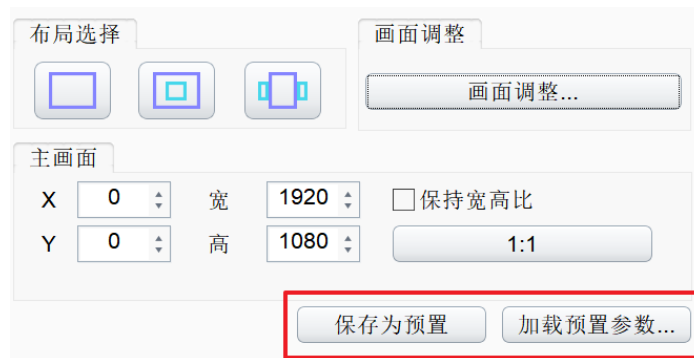 布局选择 画面调整
画面调整...
主画面
X 0 宽 1920 保持宽高比
Y 0 高 1080 1:1
保存为预置 加载预置参数...